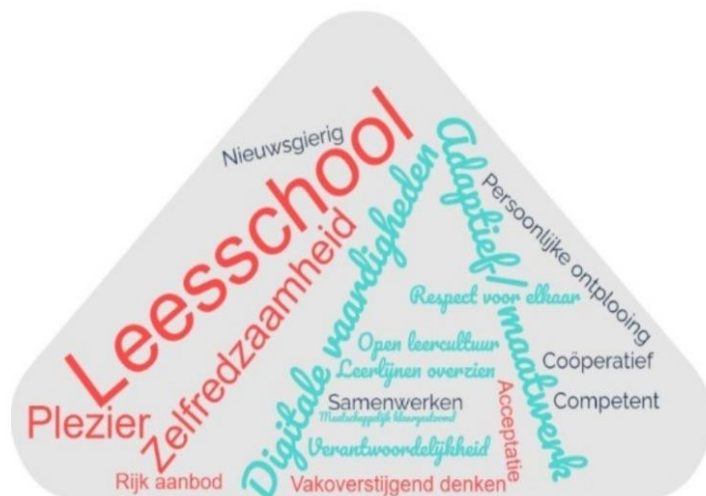 Nieuwsgierig
Leesschool
Zelfredzaamheid
Plezier
Rijk aanbod
Digitale vaardigheden
Adaptief/maatwerk
Persoonlijke ontplooing
Respect voor elkaar
Open leercultuur
Leerlijnen overzien
Samenwerken
Verantwoordelijkheid
Vakoverstijgend denken
Acceptatie
Coöperatief
Competent